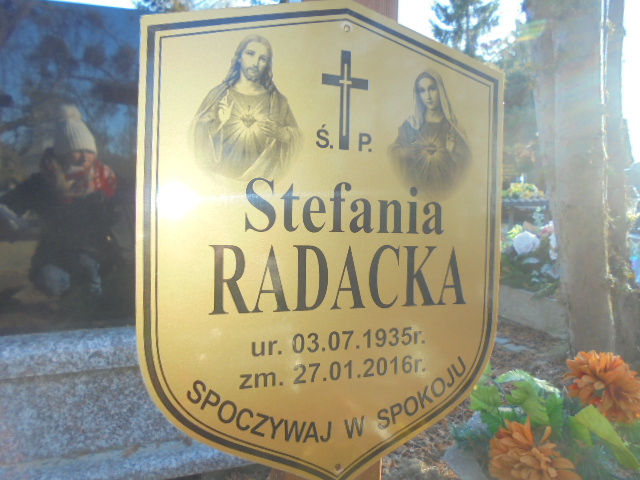 Ś. P.
Stefania
RADACKA
ur. 03.07.1935r.
zm. 27.01.2016r.
SPOCZYWAJ W SPOKOJU